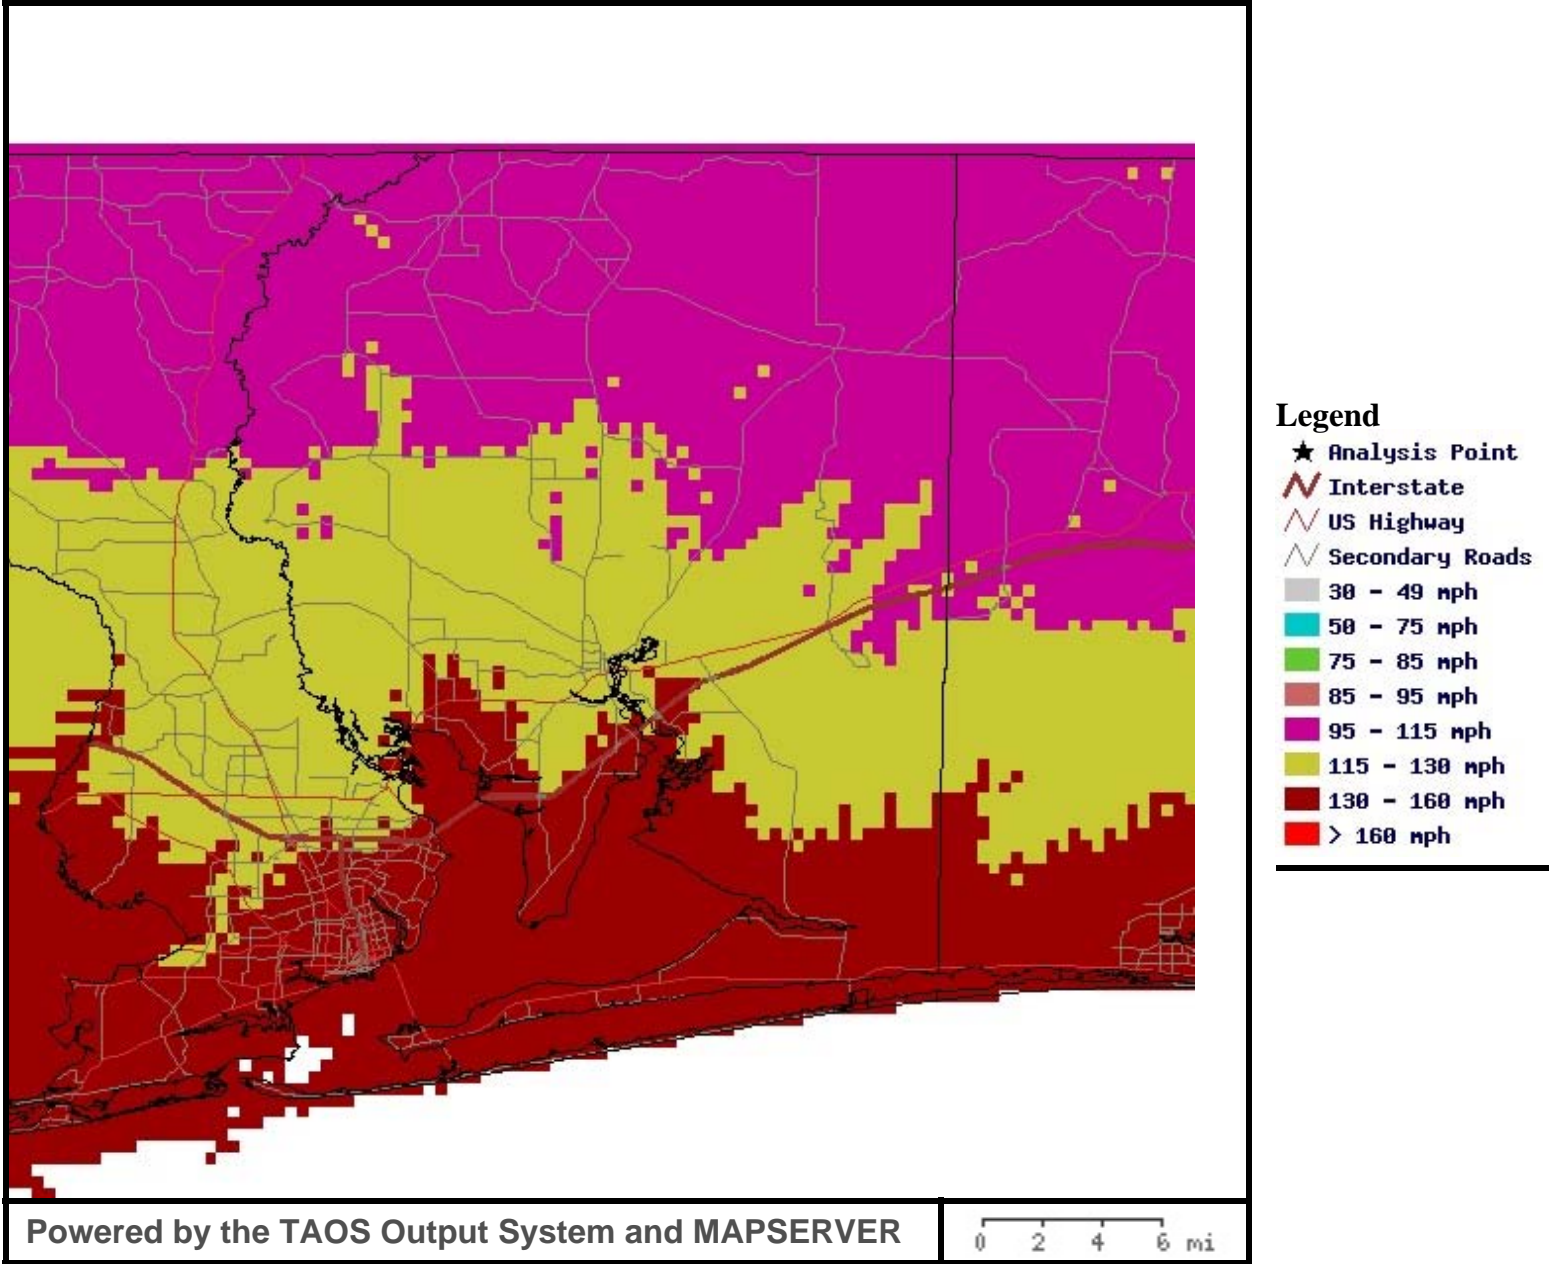 Legend
Analysis Point
Interstate
US Highway
Secondary Roads
30 - 49 mph
50 - 75 mph
75 - 85 mph
85 - 95 mph
95 - 115 mph
115 - 130 mph
130 - 160 mph
> 160 mph
Powered by the TAOS Output System and MAPSERVER
0 2 4 6 mi